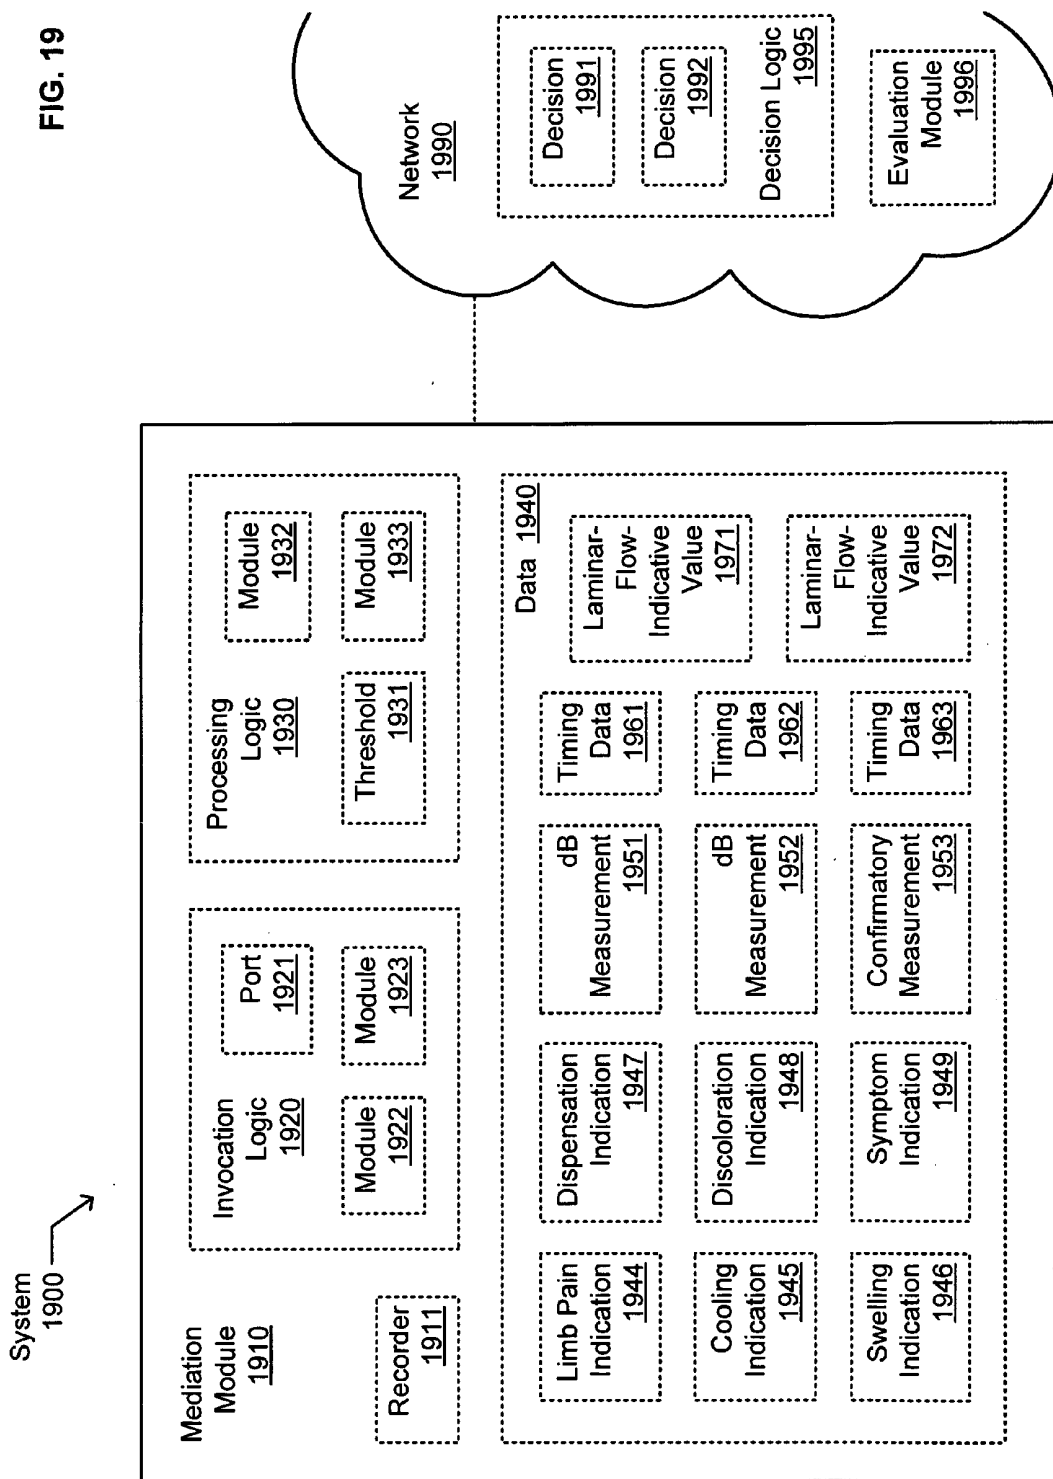 FIG. 19
System
1900
Mediation
Module
1910
Recorder
1911
Invocation
Logic
1920
Port
1921
Module
1922
Module
1923
Processing
Logic
1930
Threshold
1931
Module
1932
Module
1933
Data 1940
Limb Pain
Indication
1944
Cooling
Indication
1945
Swelling
Indication
1946
Dispensation
Indication
1947
Discoloration
Indication
1948
Symptom
Indication
1949
dB
Measurement
1951
dB
Measurement
1952
Confirmatory
Measurement
1953
Timing
Data
1961
Timing
Data
1962
Timing
Data
1963
Laminar-
Flow-
Indicative
Value
1971
Laminar-
Flow-
Indicative
Value
1972
Network
1990
Decision
1991
Decision
1992
Decision Logic
1995
Evaluation
Module
1996